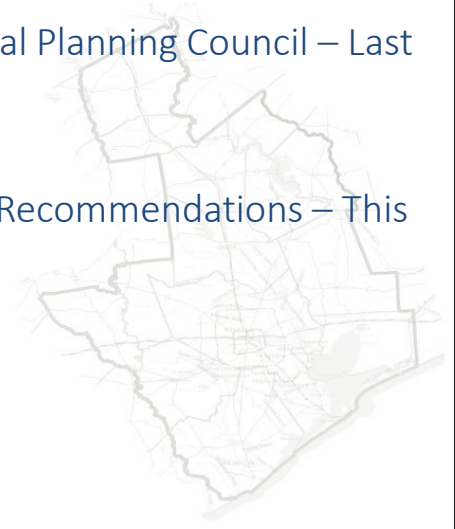 al Planning Council – Last
Recommendations – This